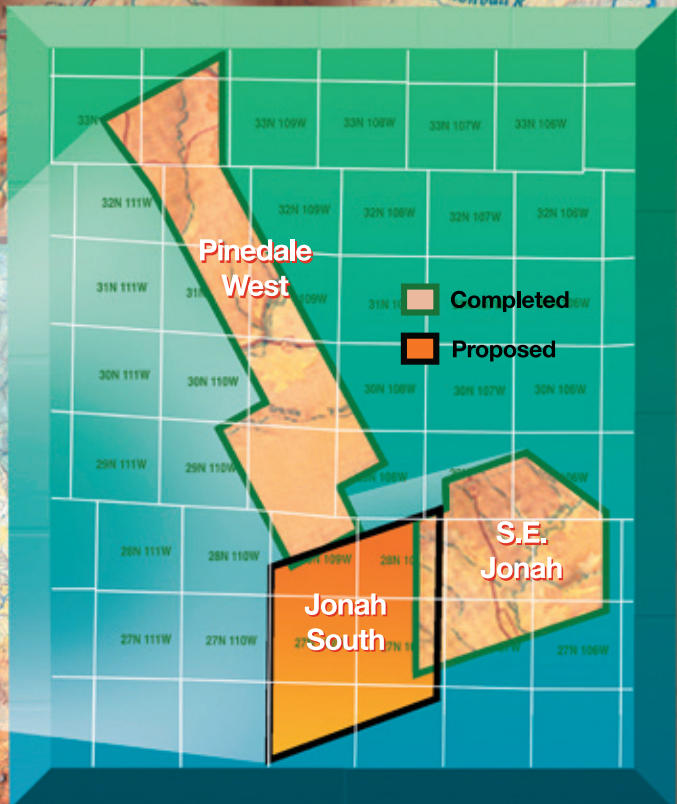 33N 109W
33N 108W
33N 107W
33N 106W
32N 111W
32N 109W
32N 108W
32N 107W
32N 106W
Pinedale
West
31N 111W
Completed
Proposed
30N 111W
30N 110W
30N 108W
30N 107W
30N 106W
29N 111W
29N 110W
S.E.
Jonah
28N 111W
28N 110W
Jonah
South
27N 111W
27N 110W
27N 106W